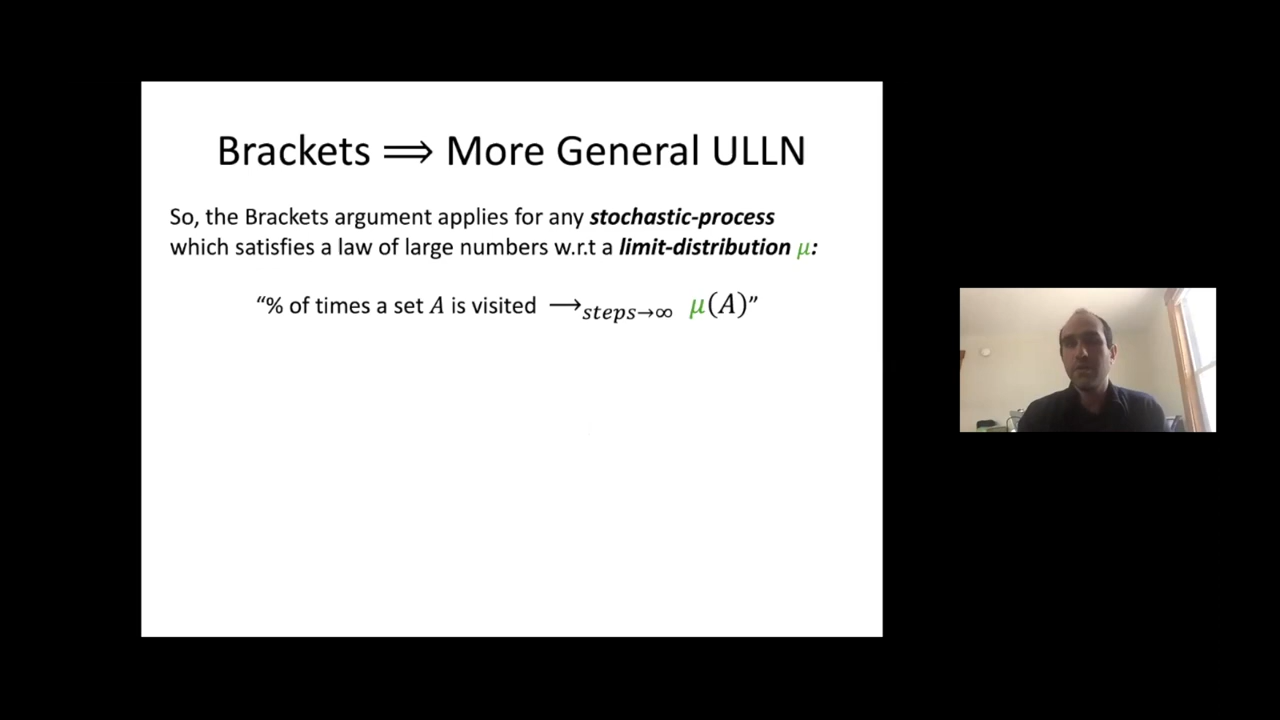 Brackets ⟹ More General ULLN
So, the Brackets argument applies for any stochastic-process
which satisfies a law of large numbers w.r.t a limit-distribution μ:
“% of times a set A is visited ⟶steps→∞ μ(A)”